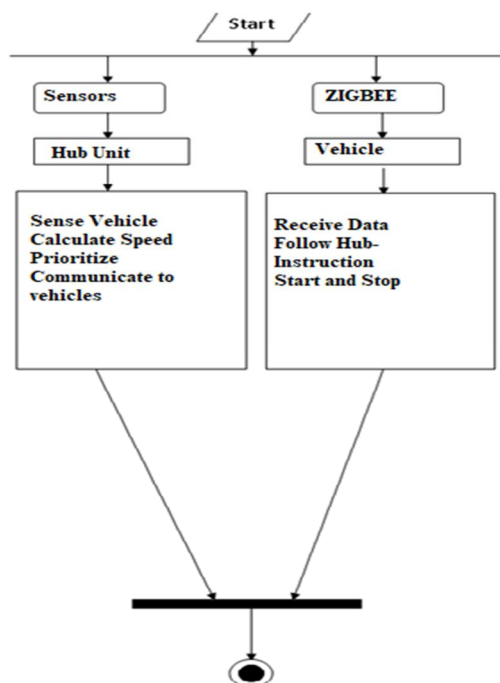 Start
Sensors
ZIGBEE
Hub Unit
Vehicle
Sense Vehicle
Calculate Speed
Prioritize
Communicate to
vehicles
Receive Data
Follow Hub-
Instruction
Start and Stop